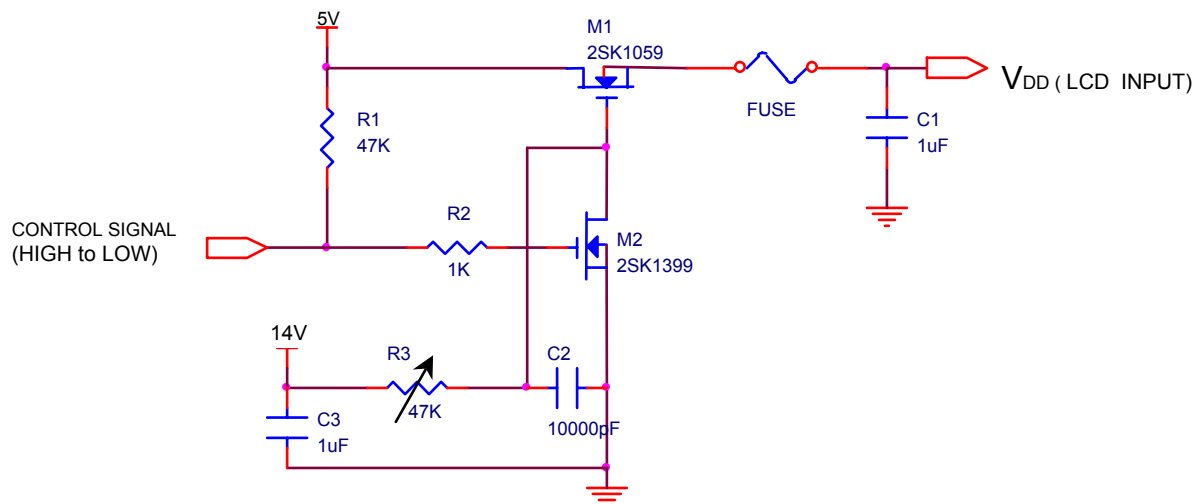 5V
M1
2SK1059
R1
47K
FUSE
VDD ( LCD INPUT)
C1
1uF
CONTROL SIGNAL
(HIGH to LOW)
R2
1K
M2
2SK1399
14V
R3
47K
C2
10000pF
C3
1uF